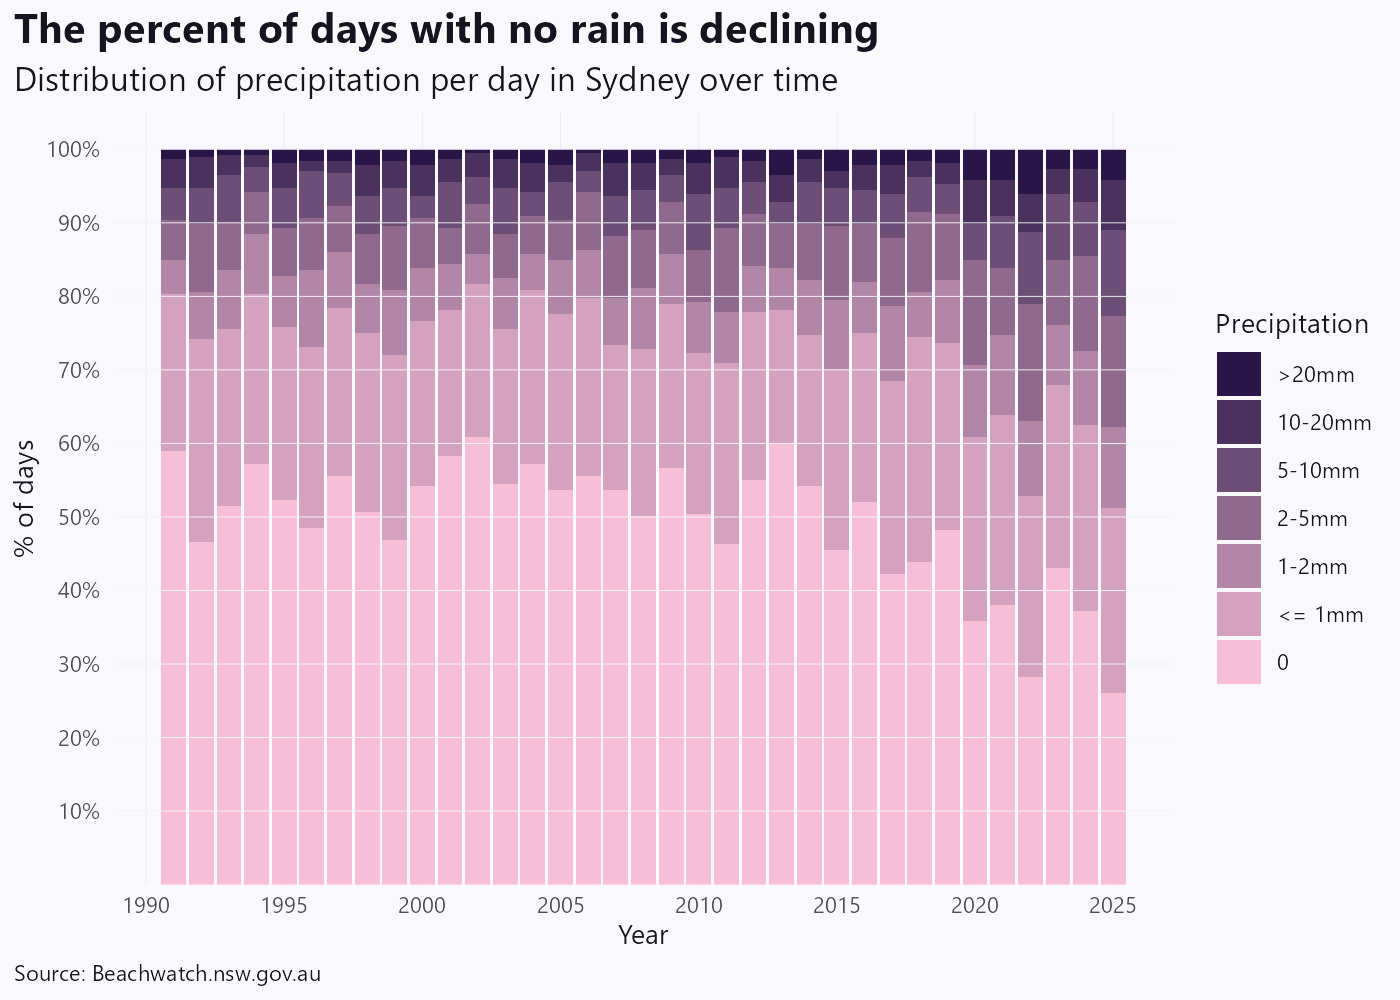 The percent of days with no rain is declining
Distribution of precipitation per day in Sydney over time
100%
90%
80%
70%
60%
50%
40%
30%
20%
10%
% of days
1990 1995 2000 2005 2010 2015 2020 2025
Year
Precipitation
>20mm
10-20mm
5-10mm
2-5mm
1-2mm
<= 1mm
0
Source: Beachwatch.nsw.gov.au